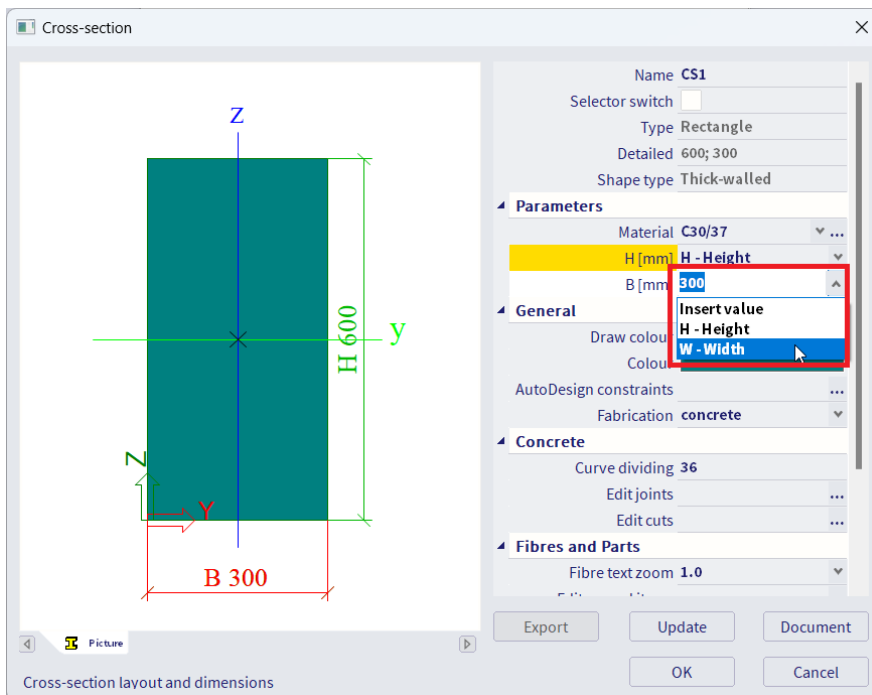 Cross-section
Z
y
H 600
Z
Y
B 300
Picture
Cross-section layout and dimensions
Name CS1
Selector switch
Type Rectangle
Detailed 600; 300
Shape type Thick-walled
Parameters
Material C30/37 ...
H [mm] H - Height
B [mm 300
Insert value
H - Height
W - Width
General
Draw colou
Colou
AutoDesign constraints ...
Fabrication concrete
Concrete
Curve dividing 36
Edit joints ...
Edit cuts ...
Fibres and Parts
Fibre text zoom 1.0
Export Update Document
OK Cancel